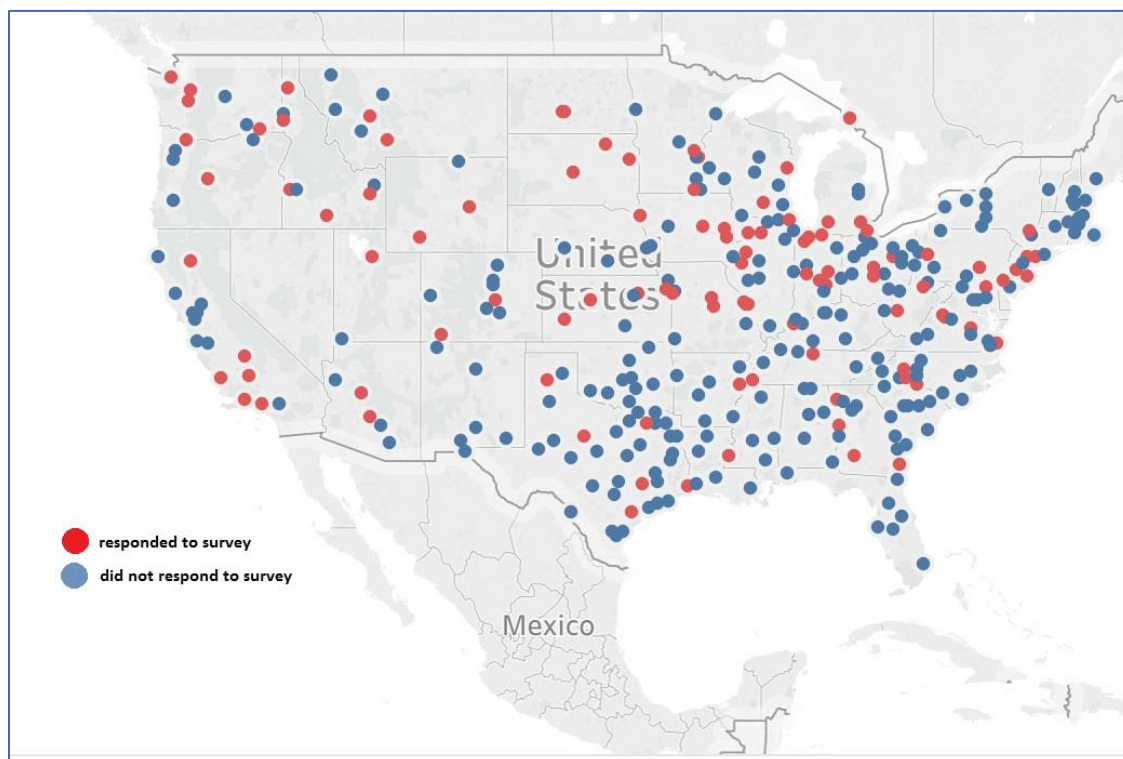 United
States
responded to survey
did not respond to survey
Mexico